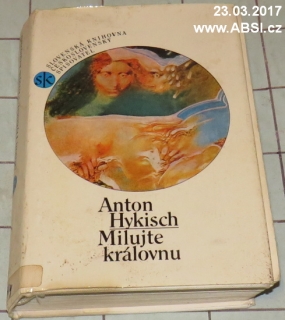 23.03.2017
www.ABSi.cz
SLOVENSKÁ KNIHOVNA
ČESKOSLOVENSKÝ
SPISOVATEL
sk
Anton
Hykisch
Milujte
královnu